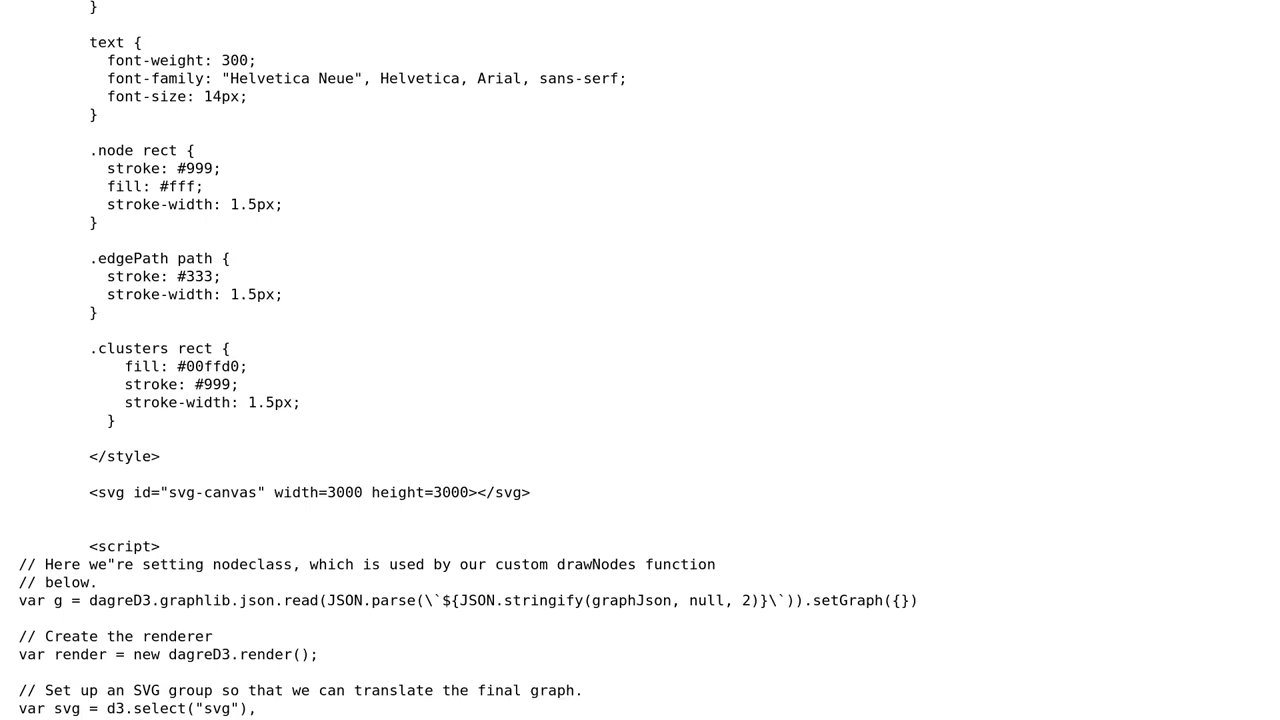 }
text {
font-weight: 300;
font-family: "Helvetica Neue", Helvetica, Arial, sans-serif;
font-size: 14px;
}
.node rect {
stroke: #999;
fill: #fff;
stroke-width: 1.5px;
}
.edgePath path {
stroke: #333;
stroke-width: 1.5px;
}
.clusters rect {
fill: #00ffd0;
stroke: #999;
stroke-width: 1.5px;
}
</style>
<svg id="svg-canvas" width=3000 height=3000></svg>
<script>
// Here we"re setting nodeclass, which is used by our custom drawNodes function
// below.
var g = dagreD3.graphlib.json.read(JSON.parse(\`${JSON.stringify(graphJson, null, 2)}\`)).setGraph({})
// Create the renderer
var render = new dagreD3.render();
// Set up an SVG group so that we can translate the final graph.
var svg = d3.select("svg"),